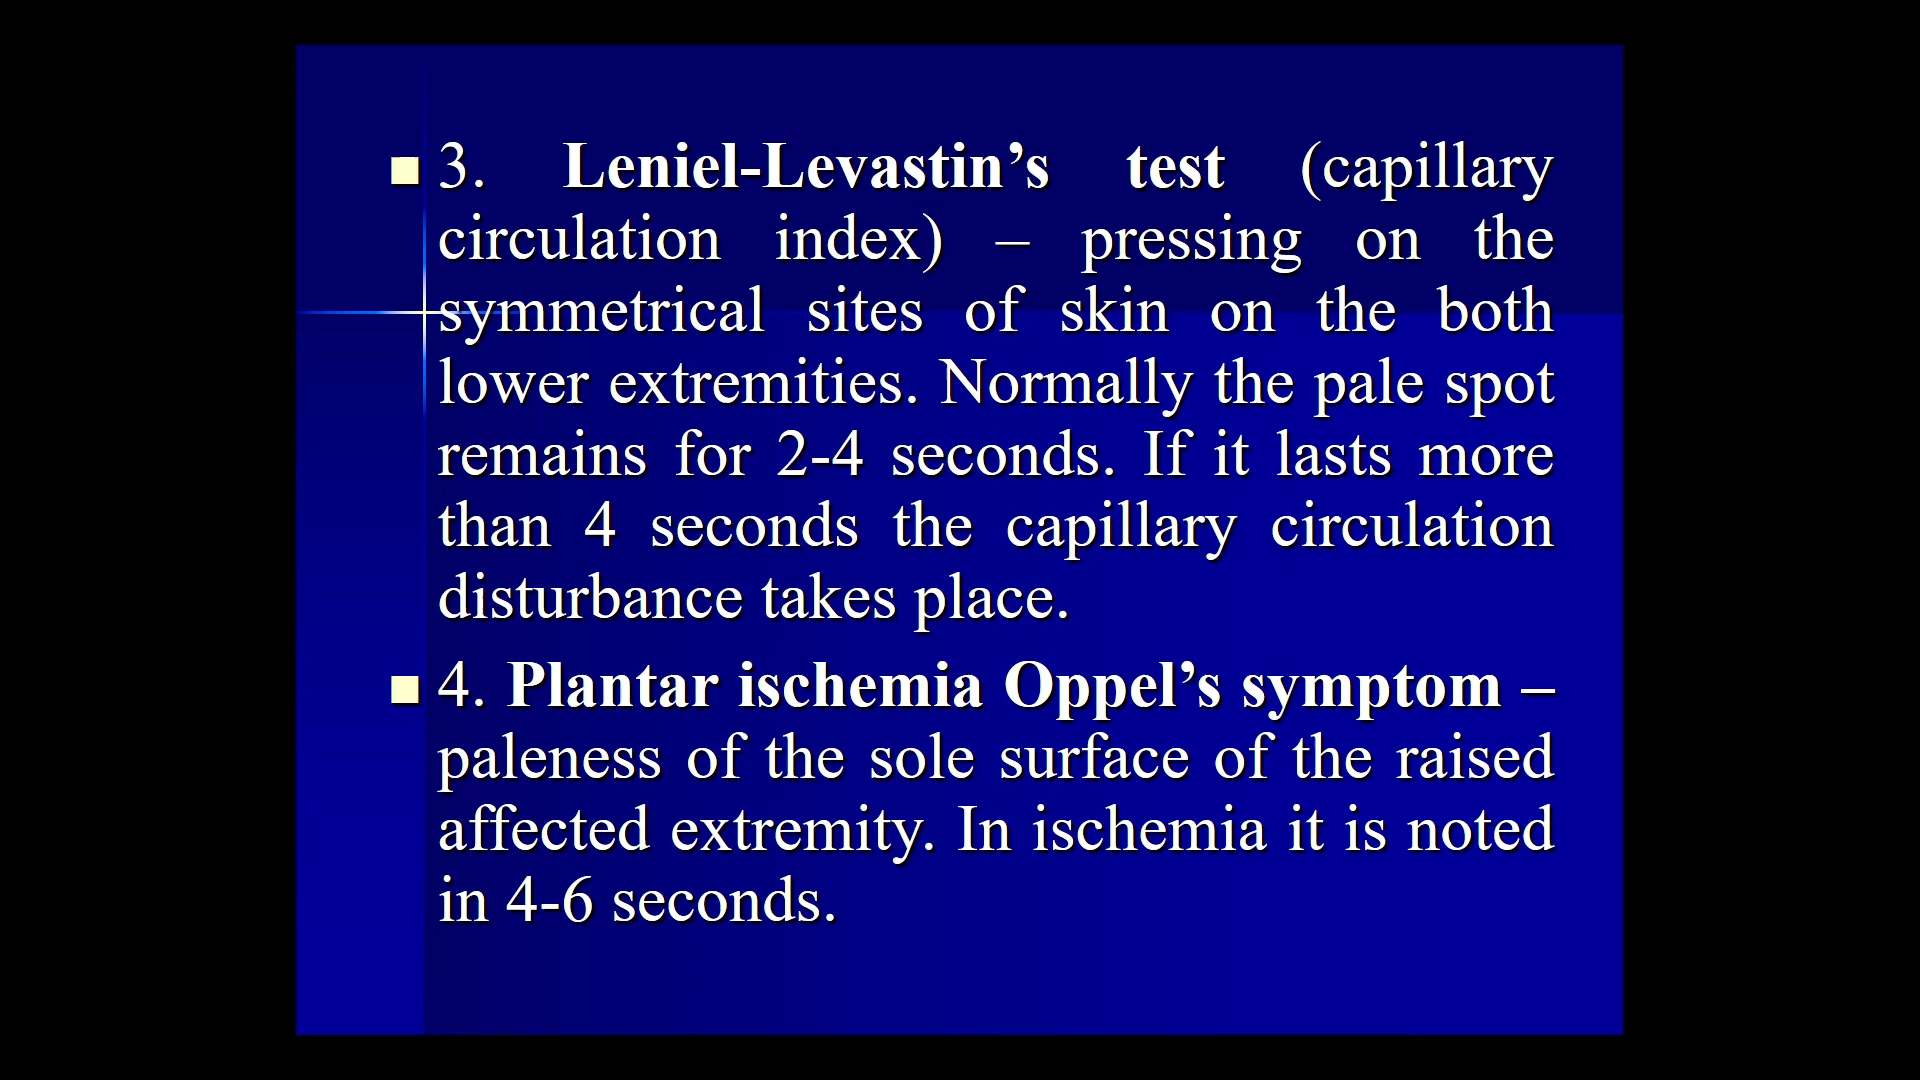 3. Leniel-Levastin’s test (capillary
circulation index) – pressing on the
symmetrical sites of skin on the both
lower extremities. Normally the pale spot
remains for 2-4 seconds. If it lasts more
than 4 seconds the capillary circulation
disturbance takes place.
4. Plantar ischemia Oppel’s symptom –
paleness of the sole surface of the raised
affected extremity. In ischemia it is noted
in 4-6 seconds.